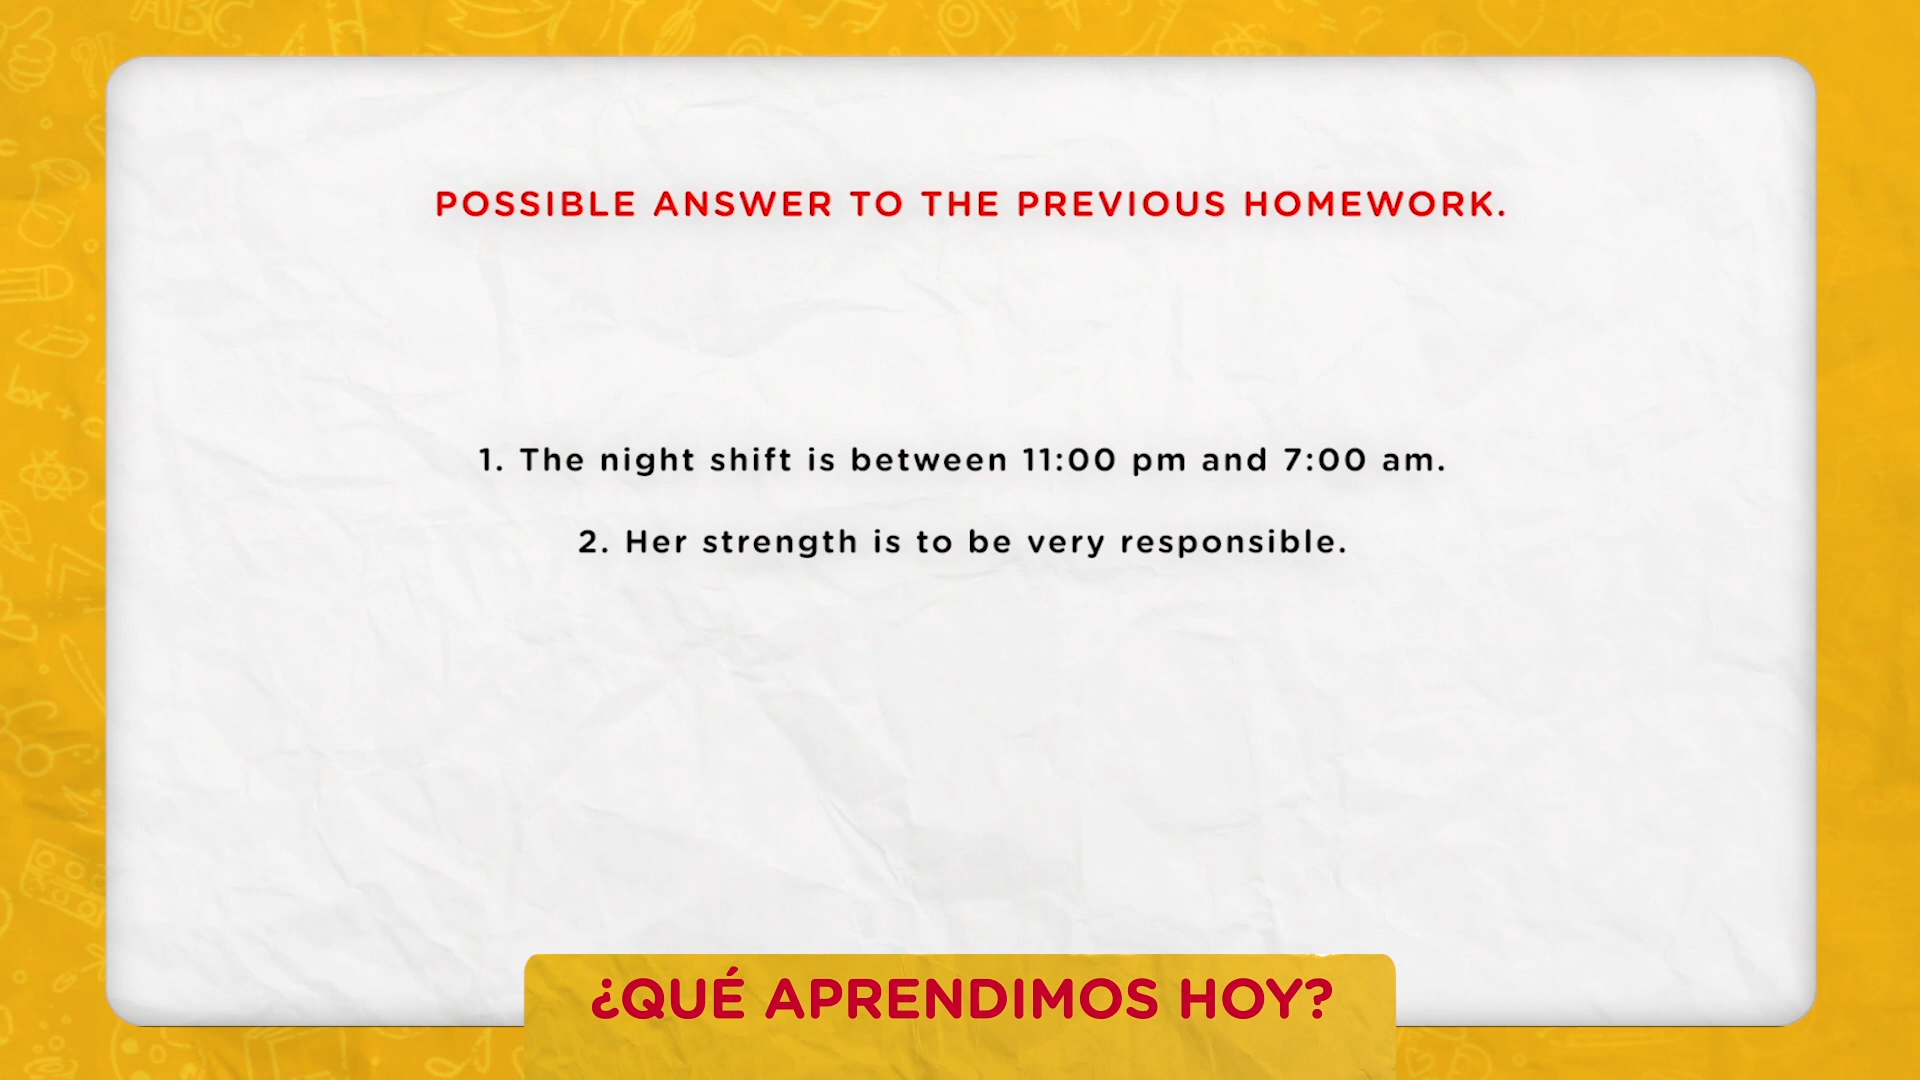 POSSIBLE ANSWER TO THE PREVIOUS HOMEWORK.
1. The night shift is between 11:00 pm and 7:00 am.
2. Her strength is to be very responsible.
¿QUÉ APRENDIMOS HOY?